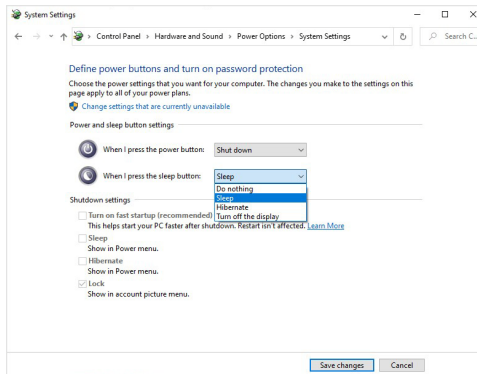 System Settings
Control Panel > Hardware and Sound > Power Options > System Settings
Search C...
Define power buttons and turn on password protection
Choose the power settings that you want for your computer. The changes you make to the settings on this
page apply to all of your power plans.
Change settings that are currently unavailable
Power and sleep button settings
When I press the power button: Shut down
When I press the sleep button: Sleep
Do nothing
Sleep
Hibernate
Turn off the display
Shutdown settings
Turn on fast startup (recommended)
This helps start your PC faster after shutdown. Restart isn't affected. Learn More
Sleep
Show in Power menu.
Hibernate
Show in Power menu.
Lock
Show in account picture menu.
Save changes Cancel